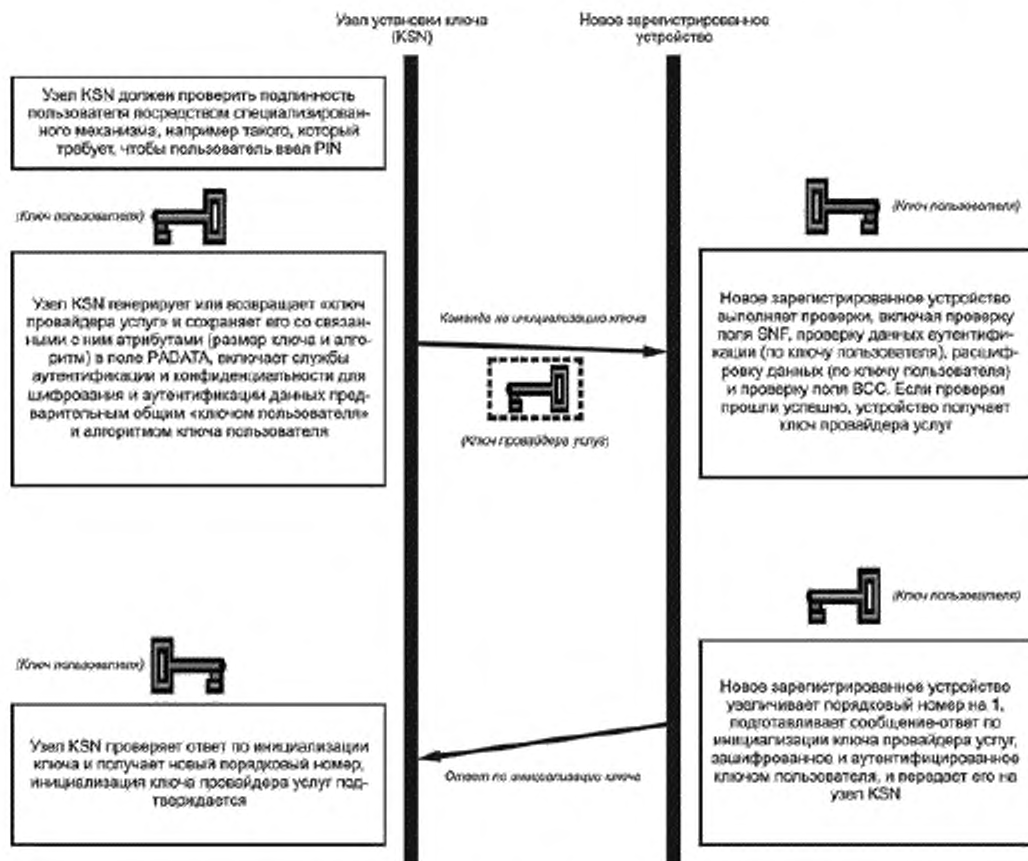 Узел установки ключа
(KSN)
Новое зарегистрированное
устройство
Узел KSN должен проверить подлинность
пользователя посредством специализирован-
ного механизма, например такого, который
требует, чтобы пользователь ввел PIN
(Ключ пользователя)
(Ключ пользователя)
Узел KSN генерирует или возвращает «ключ
провайдера услуг» и сохраняет его со связан-
ными с ним атрибутами (размер ключа и алго-
ритм) в поле PADATA, включает службы
аутентификации и конфиденциальности для
шифрования и аутентификации данных пред-
варительным общим «ключом пользователя»
и алгоритмом ключа пользователя
Команда на инициализацию ключа
(Ключ провайдера услуг)
Новое зарегистрированное устройство
выполняет проверки, включая проверку
поля SNF, проверку данных аутентифи-
кации (по ключу пользователя), расшиф-
ровку данных (по ключу пользователя)
и проверку поля BCC. Если проверки
прошли успешно, устройство получает
ключ провайдера услуг
(Ключ пользователя)
Новое зарегистрированное устройство
увеличивает порядковый номер на 1,
подготавливает сообщение-ответ по
инициализации ключа провайдера услуг,
зашифрованное и аутентифицированное
ключом пользователя, и передает его на
узел KSN
(Ключ пользователя)
Узел KSN проверяет ответ по инициализации
ключа и получает новый порядковый номер,
инициализация ключа провайдера услуг под-
тверждается
Ответ по инициализации ключа